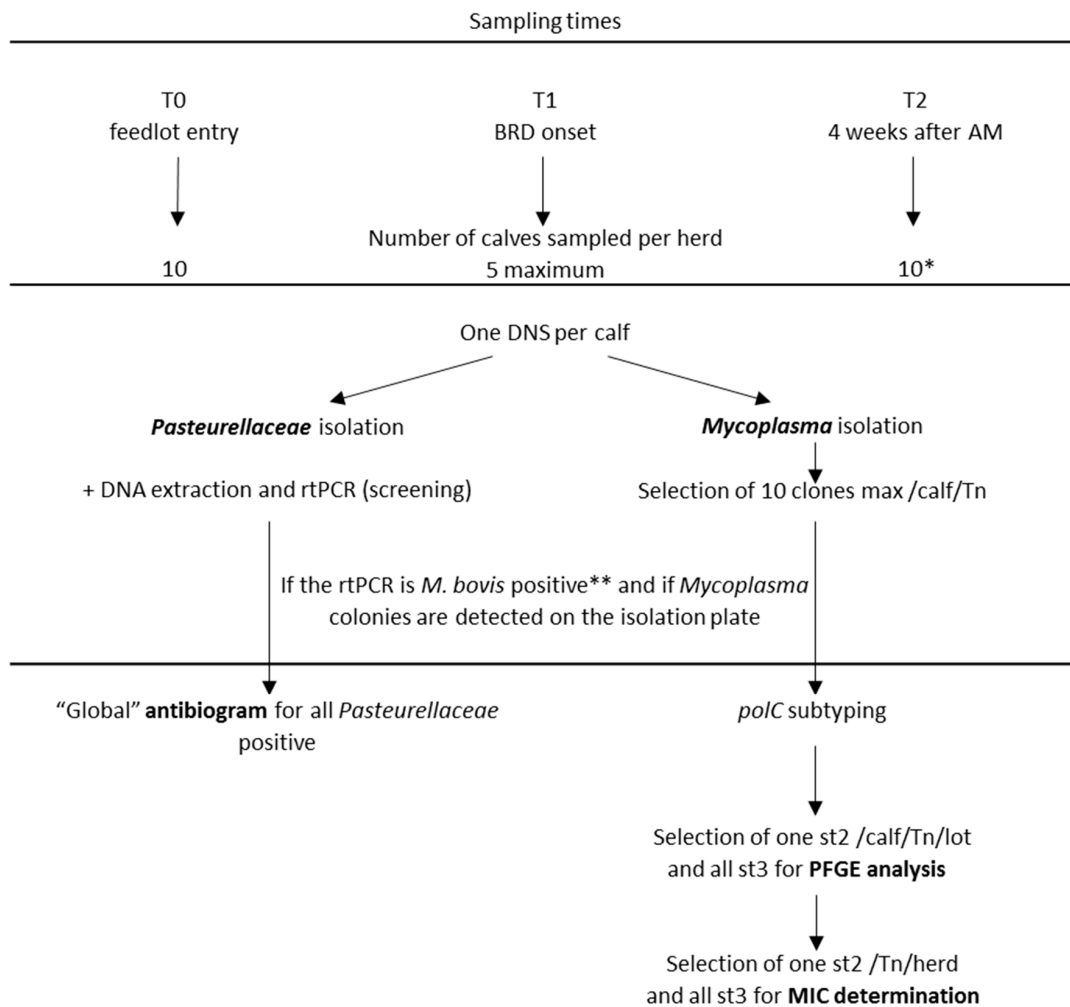 Sampling times
T0
feedlot entry
T1
BRD onset
T2
4 weeks after AM
Number of calves sampled per herd
10
5 maximum
10*
One DNS per calf
Pasteurellaceae isolation
Mycoplasma isolation
+ DNA extraction and rtPCR (screening)
Selection of 10 clones max /calf/Tn
If the rtPCR is M. bovis positive** and if Mycoplasma
colonies are detected on the isolation plate
“Global” antibiogram for all Pasteurellaceae
positive
polC subtyping
Selection of one st2 /calf/Tn/lot
and all st3 for PFGE analysis
Selection of one st2 /Tn/herd
and all st3 for MIC determination